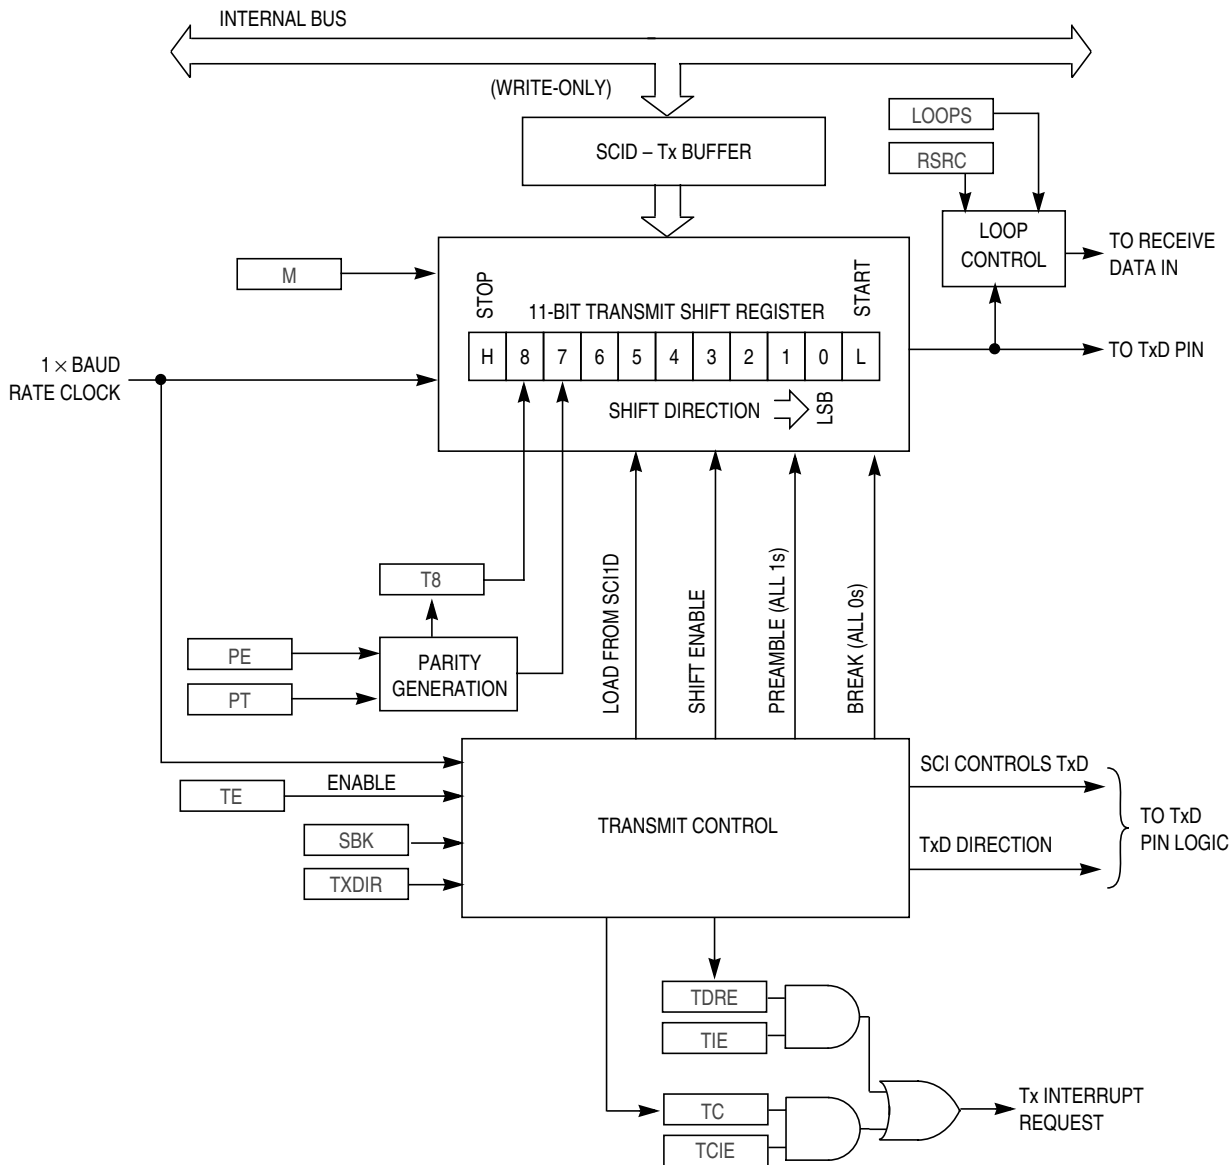 INTERNAL BUS
(WRITE-ONLY)
SCID – Tx BUFFER
LOOPS
RSRC
LOOP
CONTROL
TO RECEIVE
DATA IN
M
STOP
11-BIT TRANSMIT SHIFT REGISTER
START
H 8 7 6 5 4 3 2 1 0 L
TO TxD PIN
1 × BAUD
RATE CLOCK
SHIFT DIRECTION
LSB
T8
PE
PT
PARITY
GENERATION
LOAD FROM SCI1D
SHIFT ENABLE
PREAMBLE (ALL 1s)
BREAK (ALL 0s)
TE
ENABLE
SBK
TXDIR
TRANSMIT CONTROL
SCI CONTROLS TxD
TxD DIRECTION
TO TxD
PIN LOGIC
TDRE
TIE
TC
TCIE
Tx INTERRUPT
REQUEST